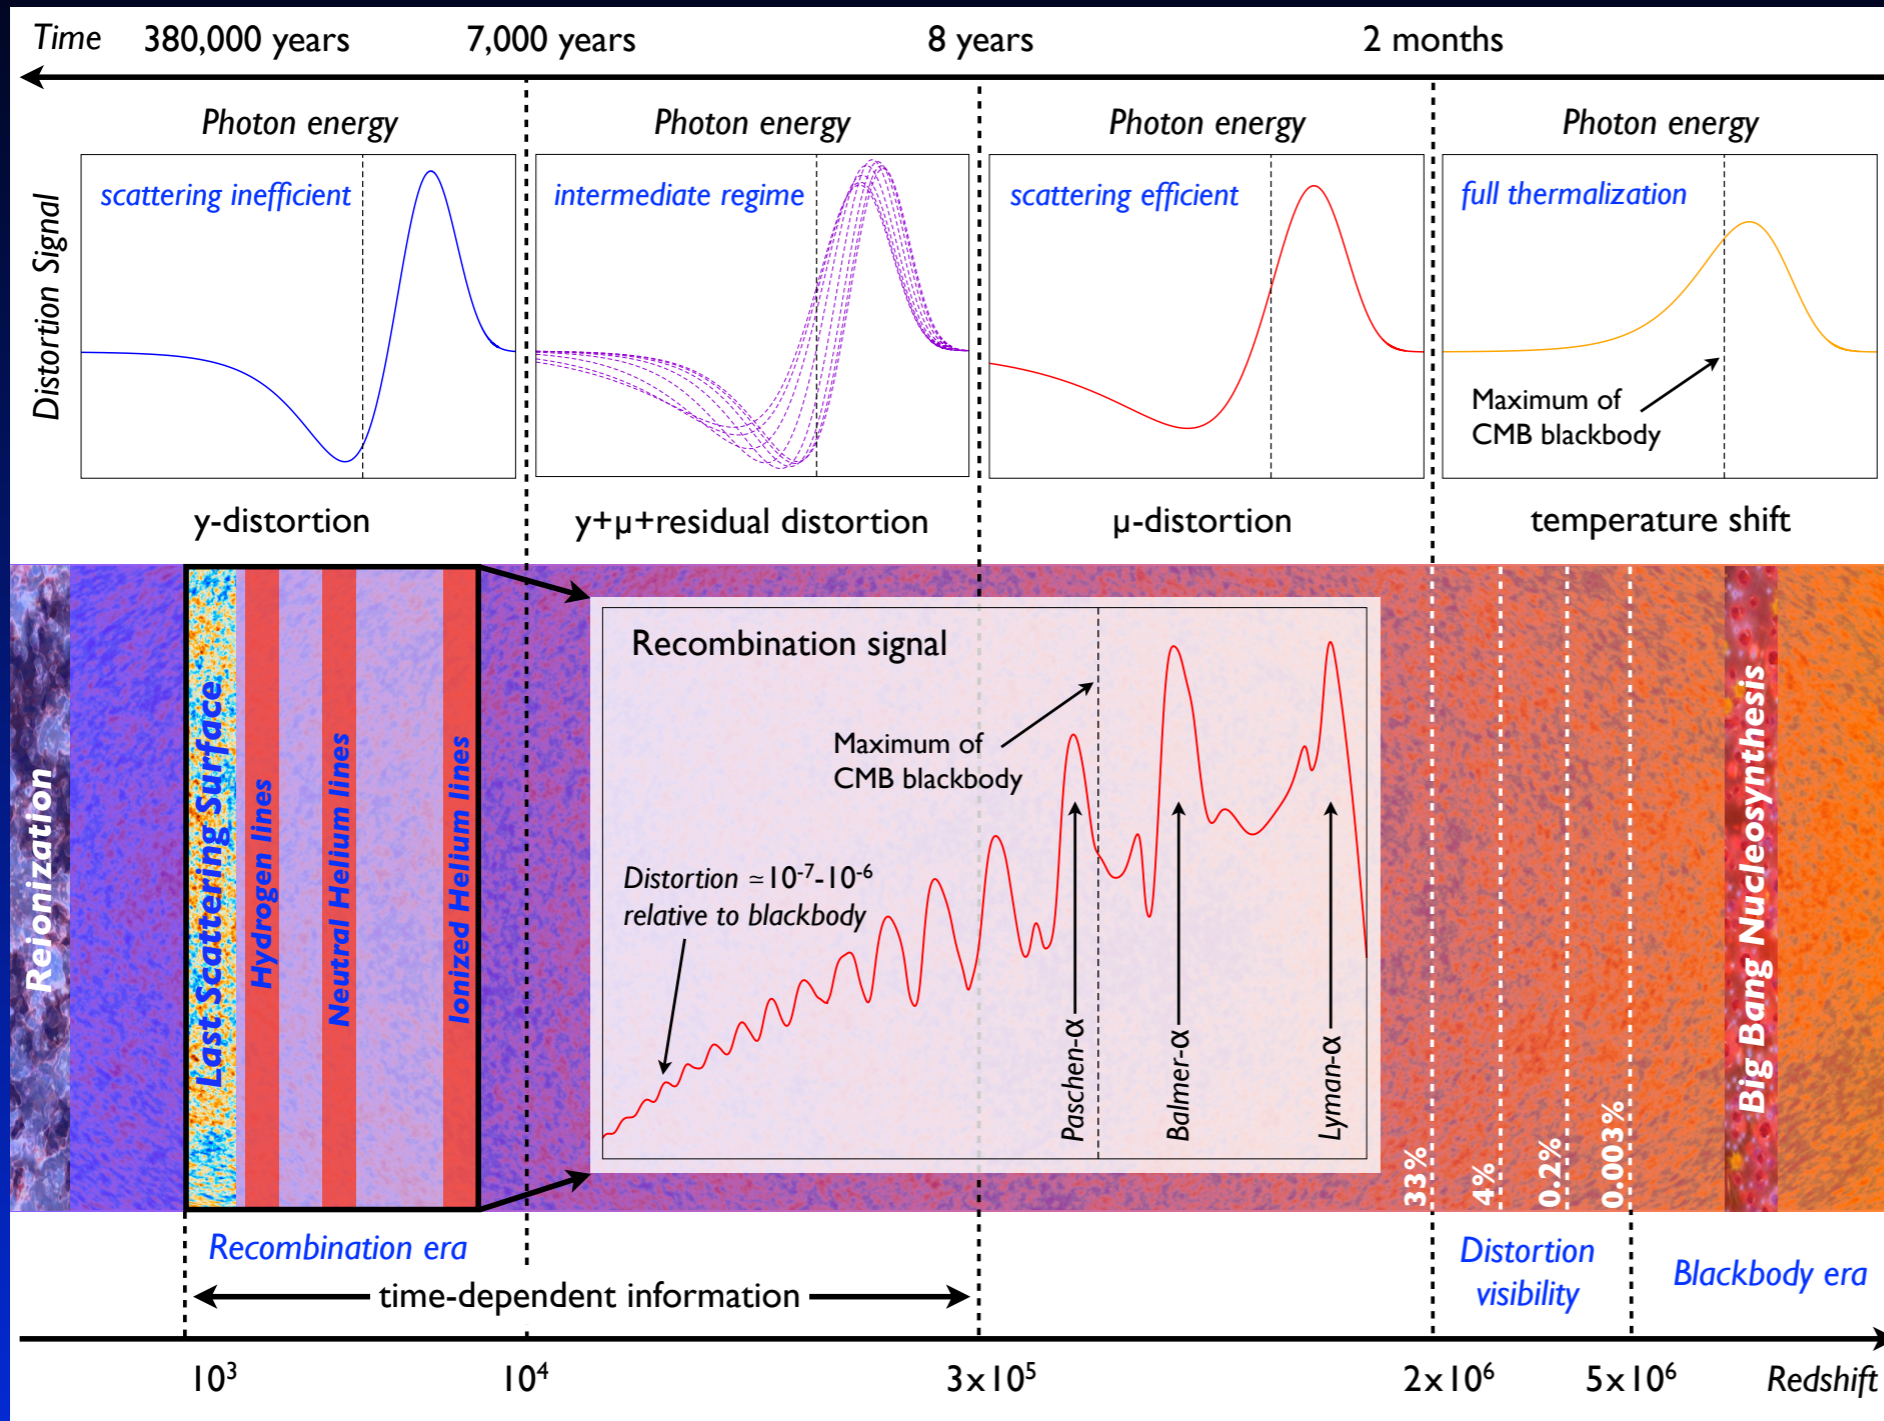 Time 380,000 years 7,000 years 8 years 2 months
Photon energy Photon energy Photon energy Photon energy
Distortion Signal
scattering inefficient
intermediate regime
scattering efficient
full thermalization
Maximum of
CMB blackbody
y-distortion
y+μ+residual distortion
μ-distortion
temperature shift
Reionization
Last Scattering Surface
Hydrogen lines
Neutral Helium lines
Ionized Helium lines
Recombination signal
Maximum of
CMB blackbody
Distortion ≃10⁻⁷-10⁻⁶
relative to blackbody
Paschen-α
Balmer-α
Lyman-α
33%
4%
0.2%
0.003%
Big Bang Nucleosynthesis
Recombination era
time-dependent information
Distortion
visibility
Blackbody era
10³ 10⁴ 3x10⁵ 2x10⁶ 5x10⁶ Redshift